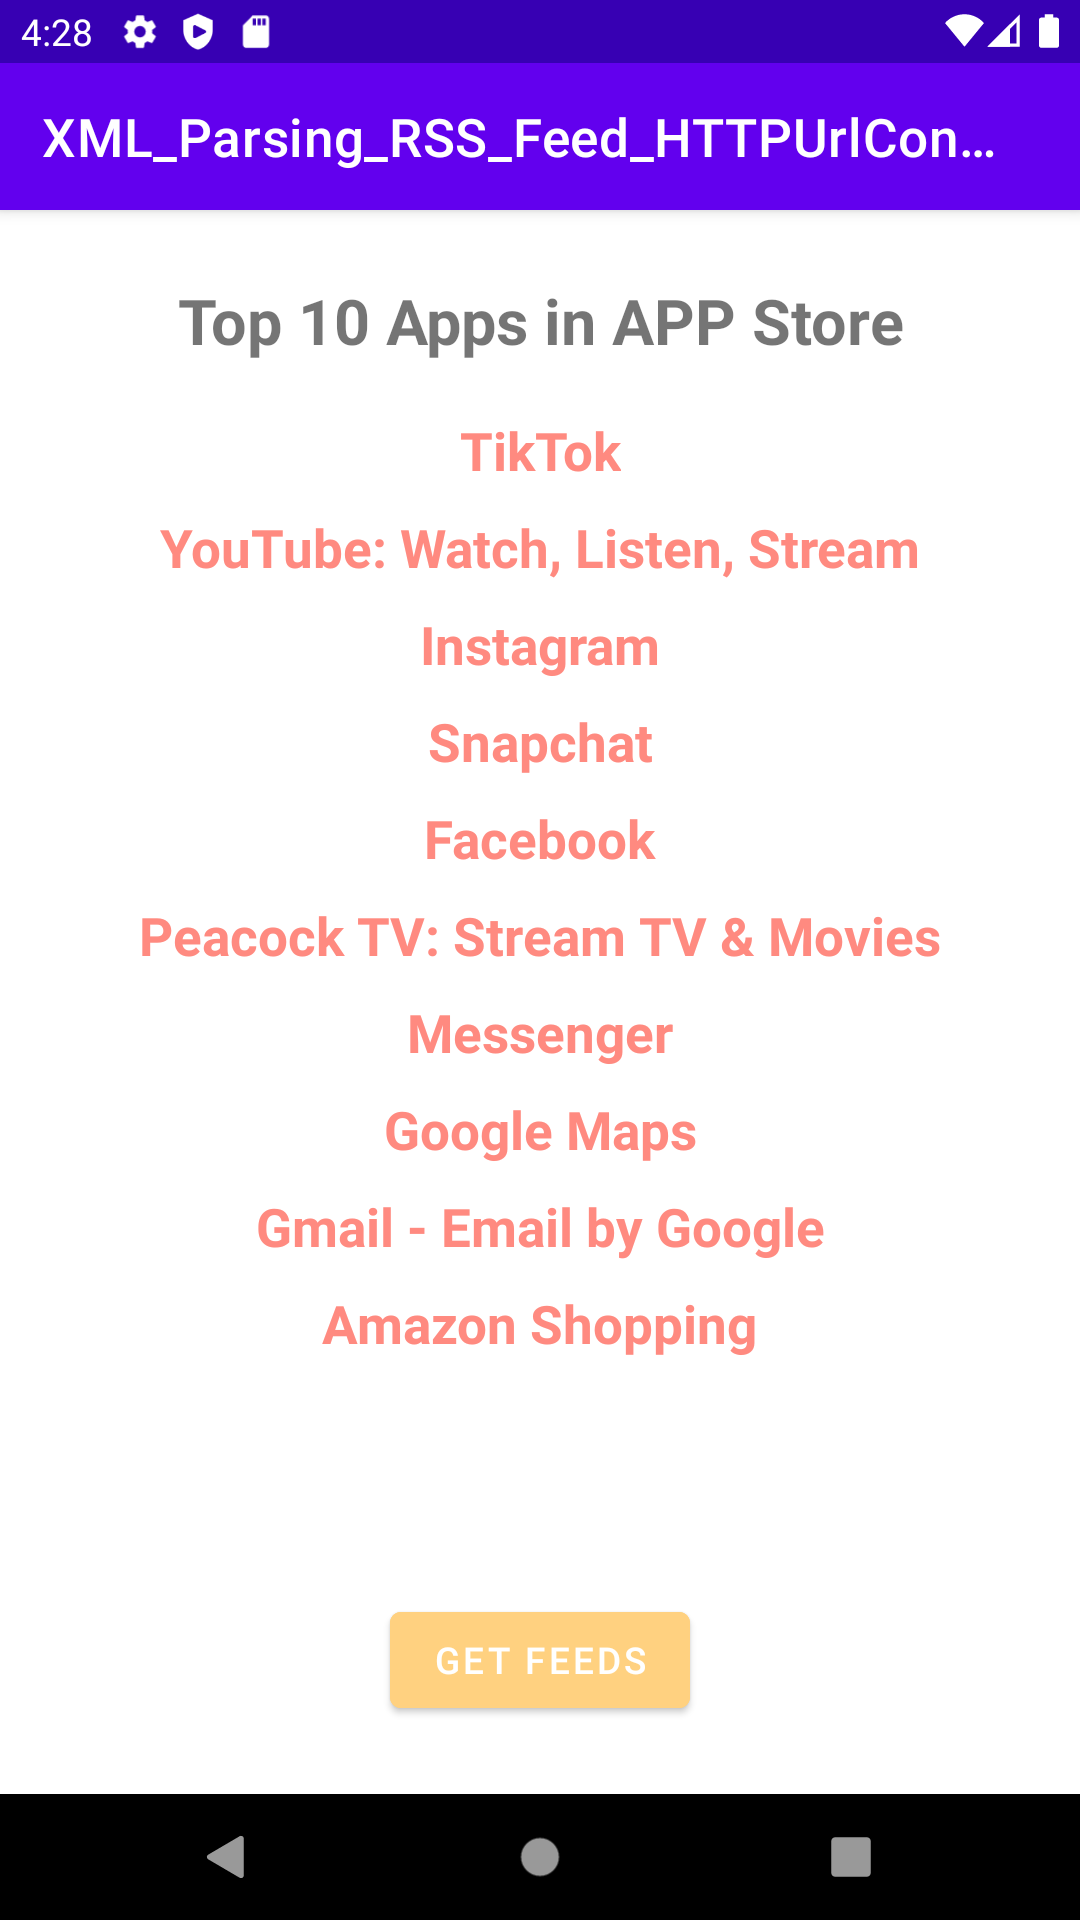 4:28
XML_Parsing_RSS_Feed_HTTPUrlCon...
Top 10 Apps in APP Store
TikTok
YouTube: Watch, Listen, Stream
Instagram
Snapchat
Facebook
Peacock TV: Stream TV & Movies
Messenger
Google Maps
Gmail - Email by Google
Amazon Shopping
GET FEEDS